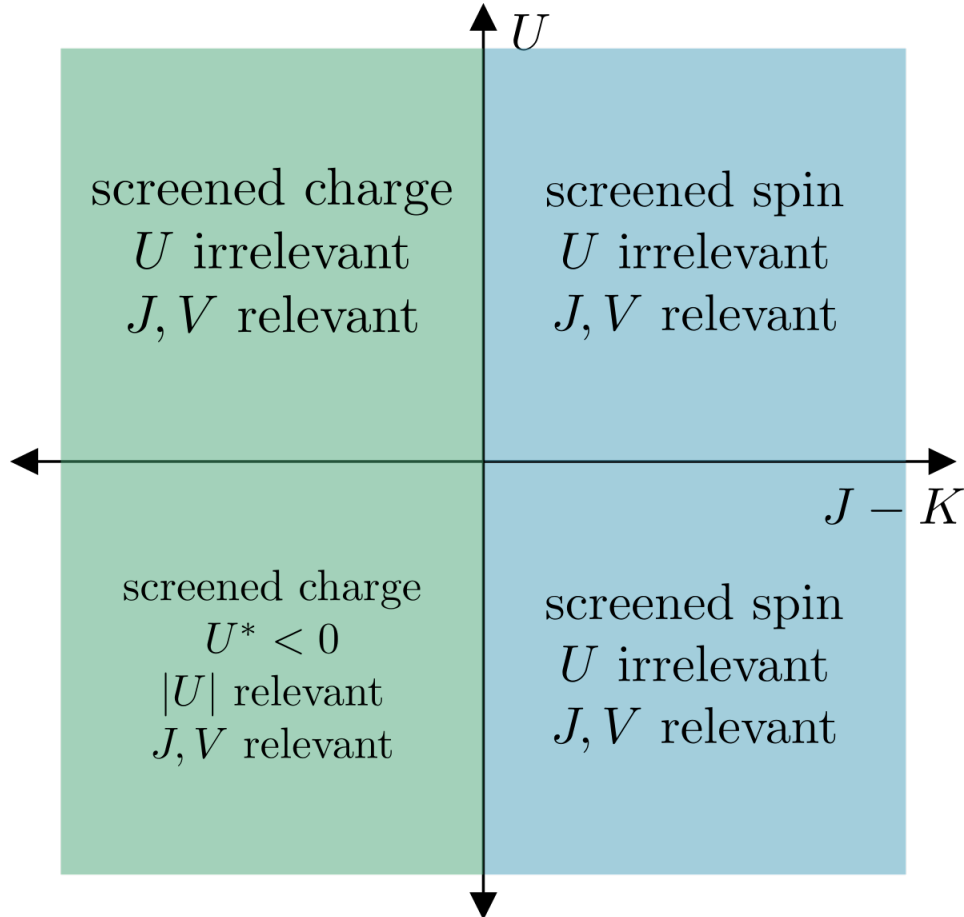 U
screened charge
U irrelevant
J, V relevant
screened spin
U irrelevant
J, V relevant
J − K
screened charge
U* < 0
|U| relevant
J, V relevant
screened spin
U irrelevant
J, V relevant